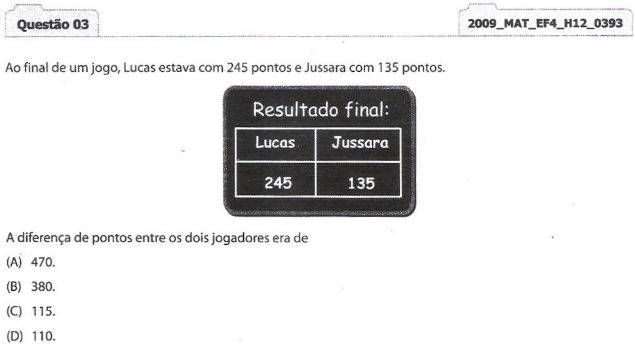 Questão 03
2009_MAT_EF4_H12_0393
Ao final de um jogo, Lucas estava com 245 pontos e Jussara com 135 pontos.
Resultado final:
Lucas Jussara
245 135
A diferença de pontos entre os dois jogadores era de
(A) 470.
(B) 380.
(C) 115.
(D) 110.